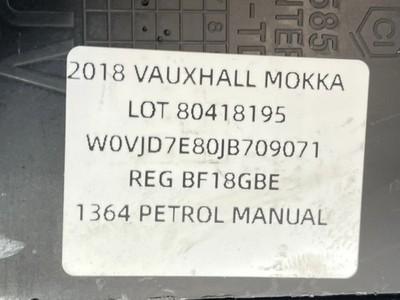 2018 VAUXHALL MOKKA
LOT 80418195
W0VJD7E80JB709071
REG BF18GBE
1364 PETROL MANUAL